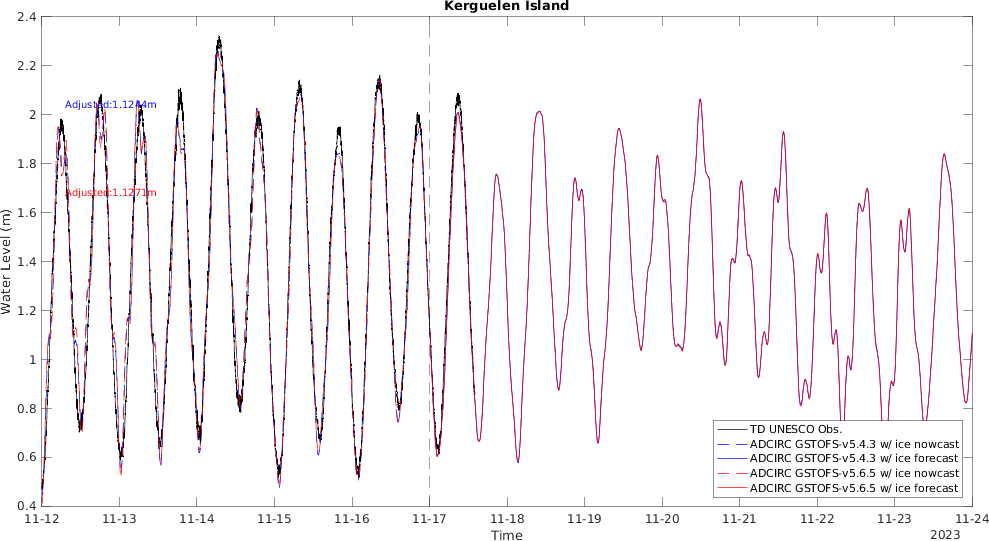 Kerguelen Island
2.4
2.2
2
1.8
1.6
1.4
1.2
1
0.8
0.6
0.4
Water Level (m)
Adjusted:1.1244m
Adjusted:1.1271m
TD UNESCO Obs.
ADCIRC GSTOFS-v5.4.3 w/ ice nowcast
ADCIRC GSTOFS-v5.4.3 w/ ice forecast
ADCIRC GSTOFS-v5.6.5 w/ ice nowcast
ADCIRC GSTOFS-v5.6.5 w/ ice forecast
11-12 11-13 11-14 11-15 11-16 11-17 11-18 11-19 11-20 11-21 11-22 11-23 11-24
Time
2023